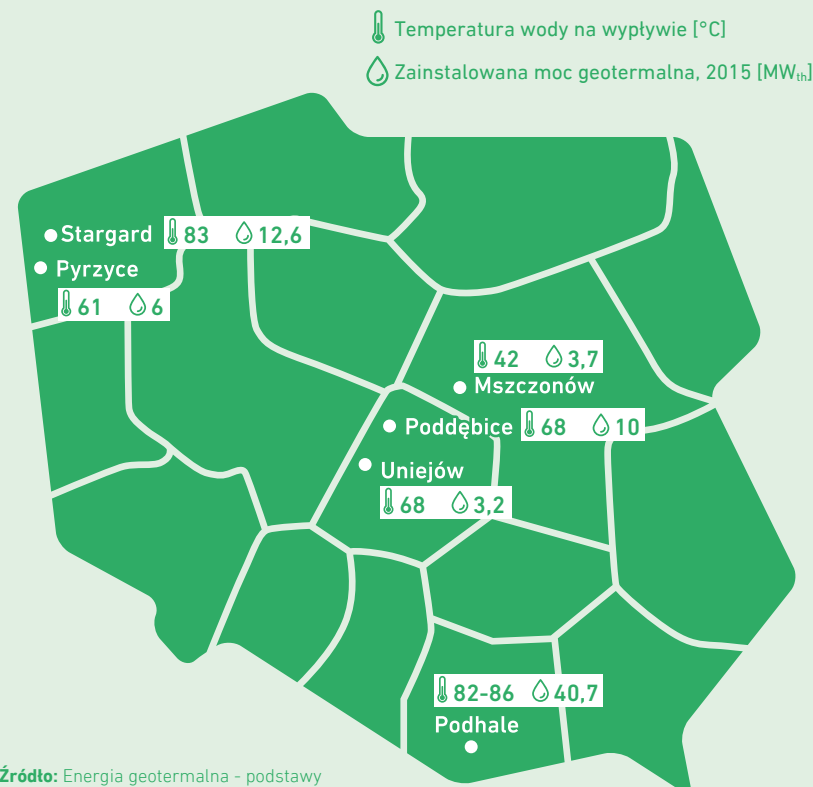 Temperatura wody na wypływie [°C]
Zainstalowana moc geotermalna, 2015 [MWth]
Stargard 83 12,6
Pyrzyce
61 6
42 3,7
Mszczonów
Poddębice 68 10
Uniejów
68 3,2
82-86 40,7
Podhale
Źródło: Energia geotermalna - podstawy